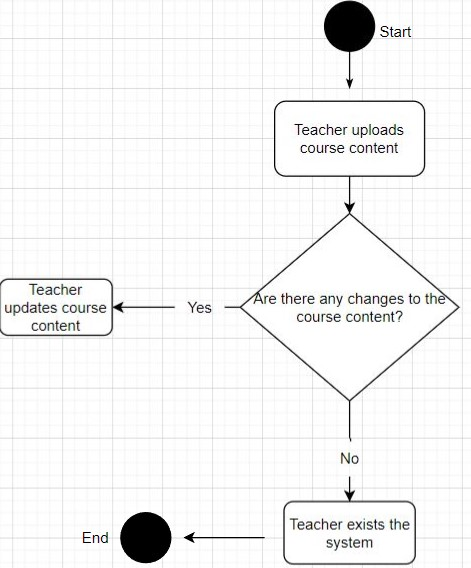 Start
Teacher uploads
course content
Are there any changes to the
course content?
Yes
Teacher
updates course
content
No
Teacher exists the
system
End